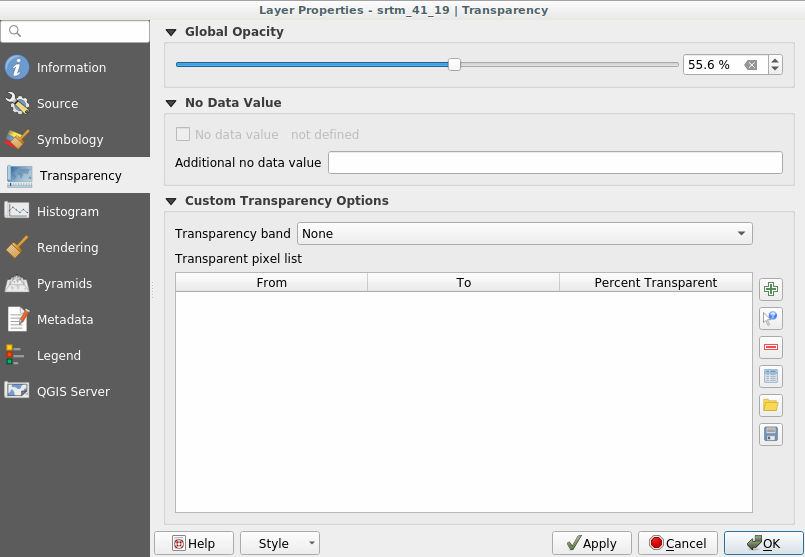 Layer Properties - srtm_41_19 | Transparency
Information
Source
Symbology
Transparency
Histogram
Rendering
Pyramids
Metadata
Legend
QGIS Server
Global Opacity
55.6 %
No Data Value
No data value not defined
Additional no data value
Custom Transparency Options
Transparency band None
Transparent pixel list
From To Percent Transparent
Help Style Apply Cancel OK